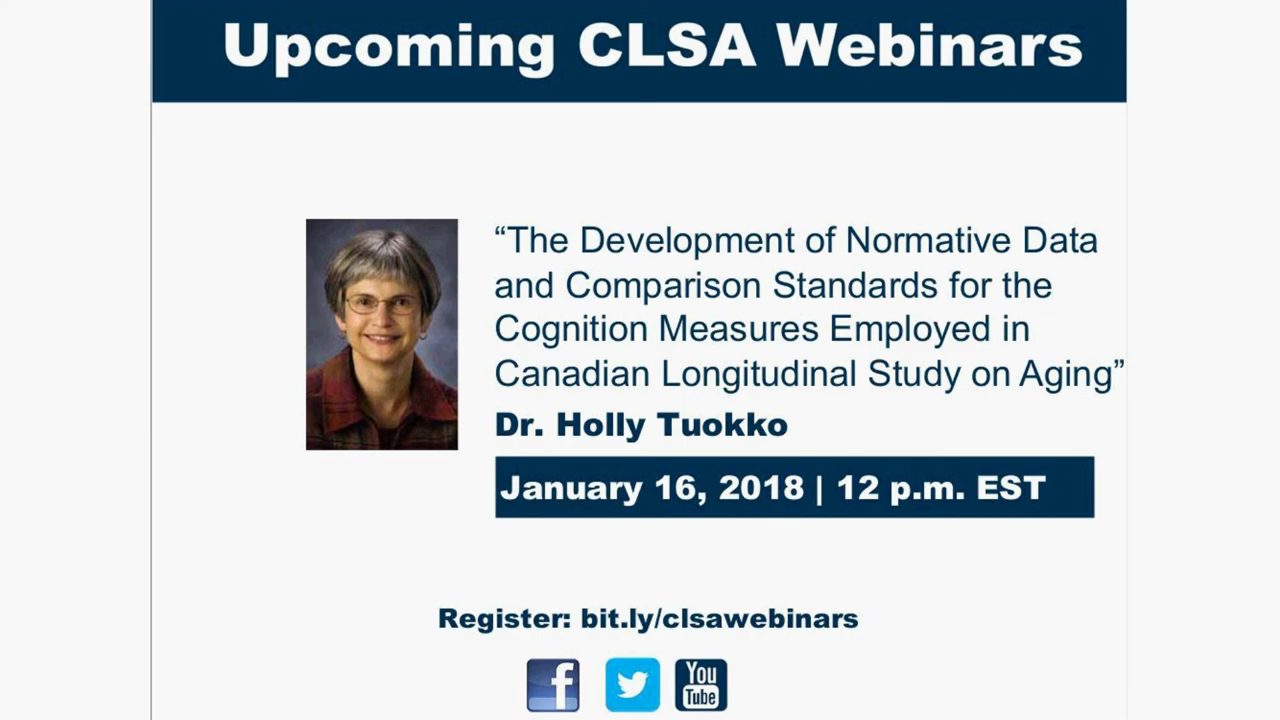 Upcoming CLSA Webinars
“The Development of Normative Data
and Comparison Standards for the
Cognition Measures Employed in
Canadian Longitudinal Study on Aging”
Dr. Holly Tuokko
January 16, 2018 | 12 p.m. EST
Register: bit.ly/clsawebinars
f
You
Tube